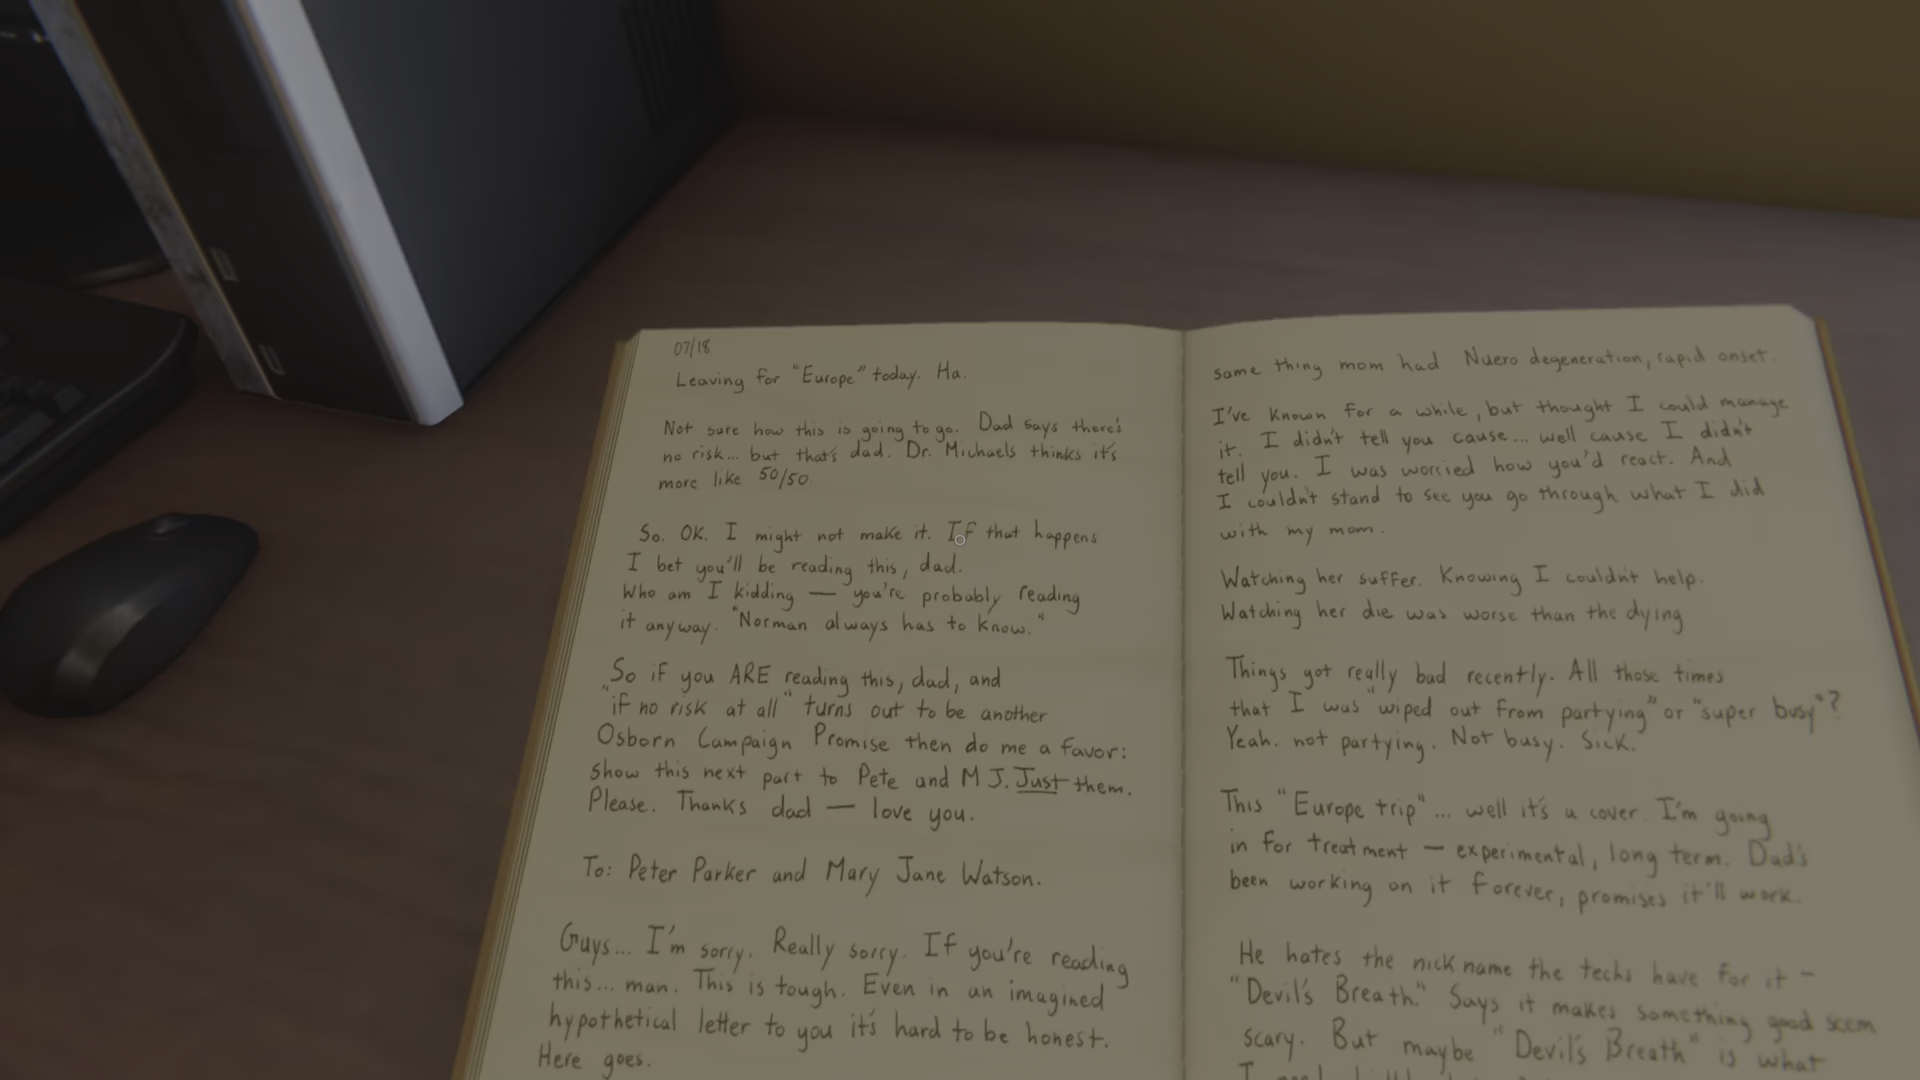 07/18
Leaving for "Europe" today. Ha.
Not sure how this is going to go. Dad says there's
no risk... but that's dad. Dr. Michaels thinks it's
more like 50/50.
So. OK. I might not make it. If that happens
I bet you'll be reading this, dad.
Who am I kidding — you're probably reading
it anyway. "Norman always has to know."
So if you ARE reading this, dad, and
"if no risk at all" turns out to be another
Osborn Campaign Promise then do me a favor:
show this next part to Pete and MJ. Just them.
Please. Thanks dad — love you.
To: Peter Parker and Mary Jane Watson.
Guys... I'm sorry. Really sorry. If you're reading
this... man. This is tough. Even in an imagined
hypothetical letter to you it's hard to be honest.
Here goes.
same thing mom had Nuero degeneration, rapid onset.
I've known for a while, but thought I could manage
it. I didn't tell you cause... well cause I didn't
tell you. I was worried how you'd react. And
I couldn't stand to see you go through what I did
with my mom.
Watching her suffer. Knowing I couldn't help.
Watching her die was worse than the dying
Things got really bad recently. All those times
that I was "wiped out from partying" or "super busy"?
Yeah. not partying. Not busy. Sick.
This "Europe trip"... well it's a cover. I'm going
in for treatment — experimental, long term. Dad's
been working on it forever, promises it'll work.
He hates the nickname the techs have for it -
"Devil's Breath." Says it makes something good seem
scary. But maybe "Devil's Breath" is what